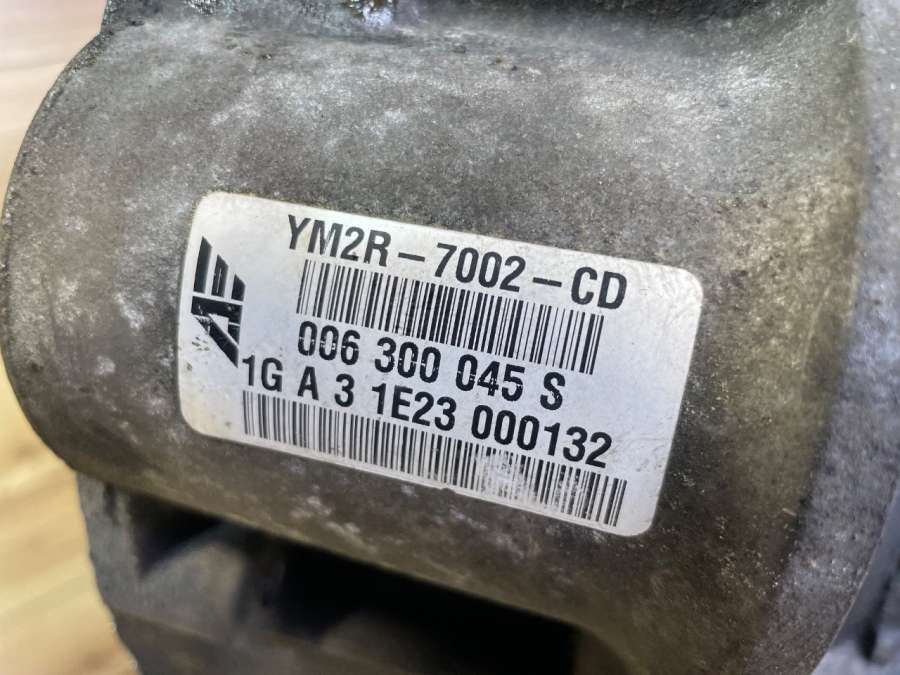 YM2R-7002-CD
006 300 045 S
1G A 3 1E23 000132